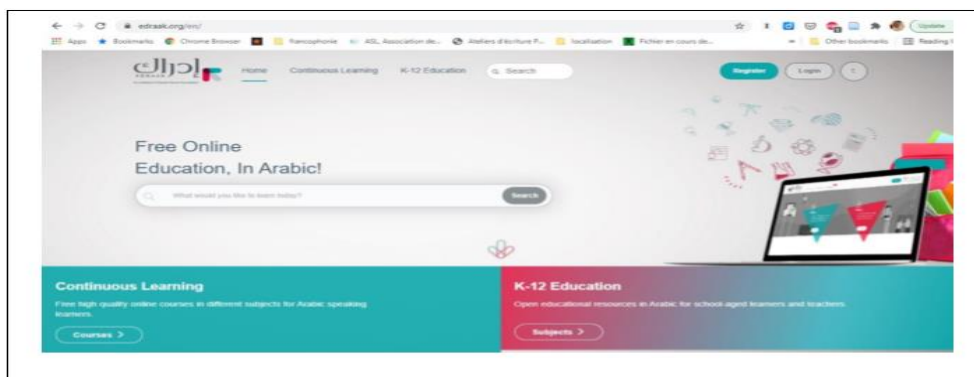 edraak.org/en/
Update
Apps Bookmarks Chrome Browser francophonie ASL, Association de... Ateliers d'écriture P... localisation Fichier en cours de... Other bookmarks Reading
إدراك
EDRAAK
Home Continuous Learning K-12 Education Search Register Login
Free Online
Education, In Arabic!
What would you like to learn today? Search
Continuous Learning
Free high quality online courses in different subjects for Arabic speaking
learners.
Courses >
K-12 Education
Open educational resources in Arabic for school-aged learners and teachers
Subjects >